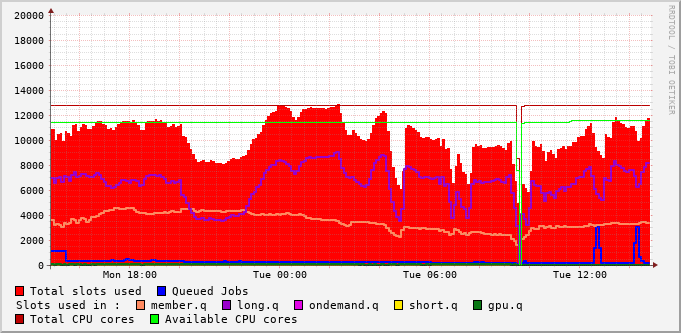 RRDTOOL / TOBI OETIKER
20000
18000
16000
14000
12000
10000
8000
6000
4000
2000
0
Mon 18:00 Tue 00:00 Tue 06:00 Tue 12:00
Total slots used Queued Jobs
Slots used in : member.q long.q ondemand.q short.q gpu.q
Total CPU cores Available CPU cores